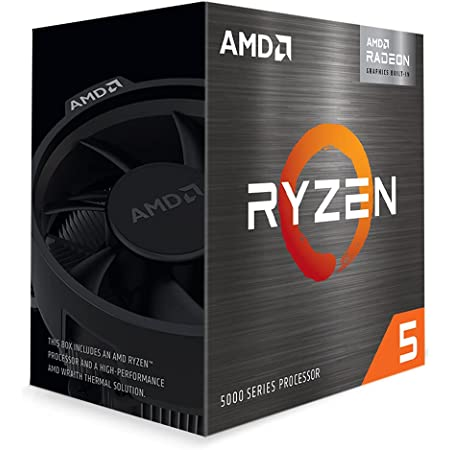 AMD
AMD
THIS BOX INCLUDES AN AMD RYZEN™
PROCESSOR AND A HIGH-PERFORMANCE
AMD WRAITH THERMAL SOLUTION.
AMD
AMD
RADEON
GRAPHICS BUILT-IN
RYZEN
5
5000 SERIES PROCESSOR